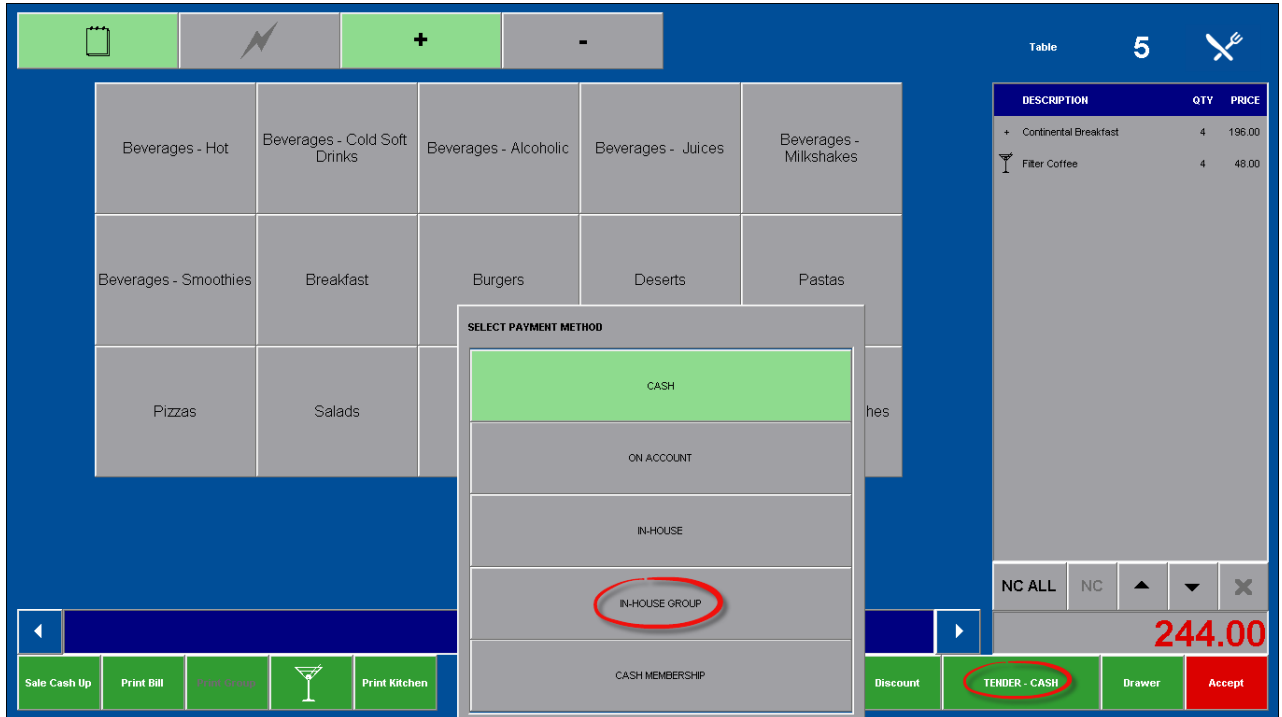 +
-
Table
5
DESCRIPTION QTY PRICE
+ Continental Breakfast 4 196.00
Filter Coffee 4 48.00
Beverages - Hot
Beverages - Cold Soft
Drinks
Beverages - Alcoholic
Beverages - Juices
Beverages -
Milkshakes
Beverages - Smoothies
Breakfast
Burgers
Deserts
Pastas
Pizzas
Salads
hes
SELECT PAYMENT METHOD
CASH
ON ACCOUNT
IN-HOUSE
IN-HOUSE GROUP
CASH MEMBERSHIP
NC ALL
NC
244.00
Sale Cash Up
Print Bill
Print Kitchen
Discount
TENDER - CASH
Drawer
Accept